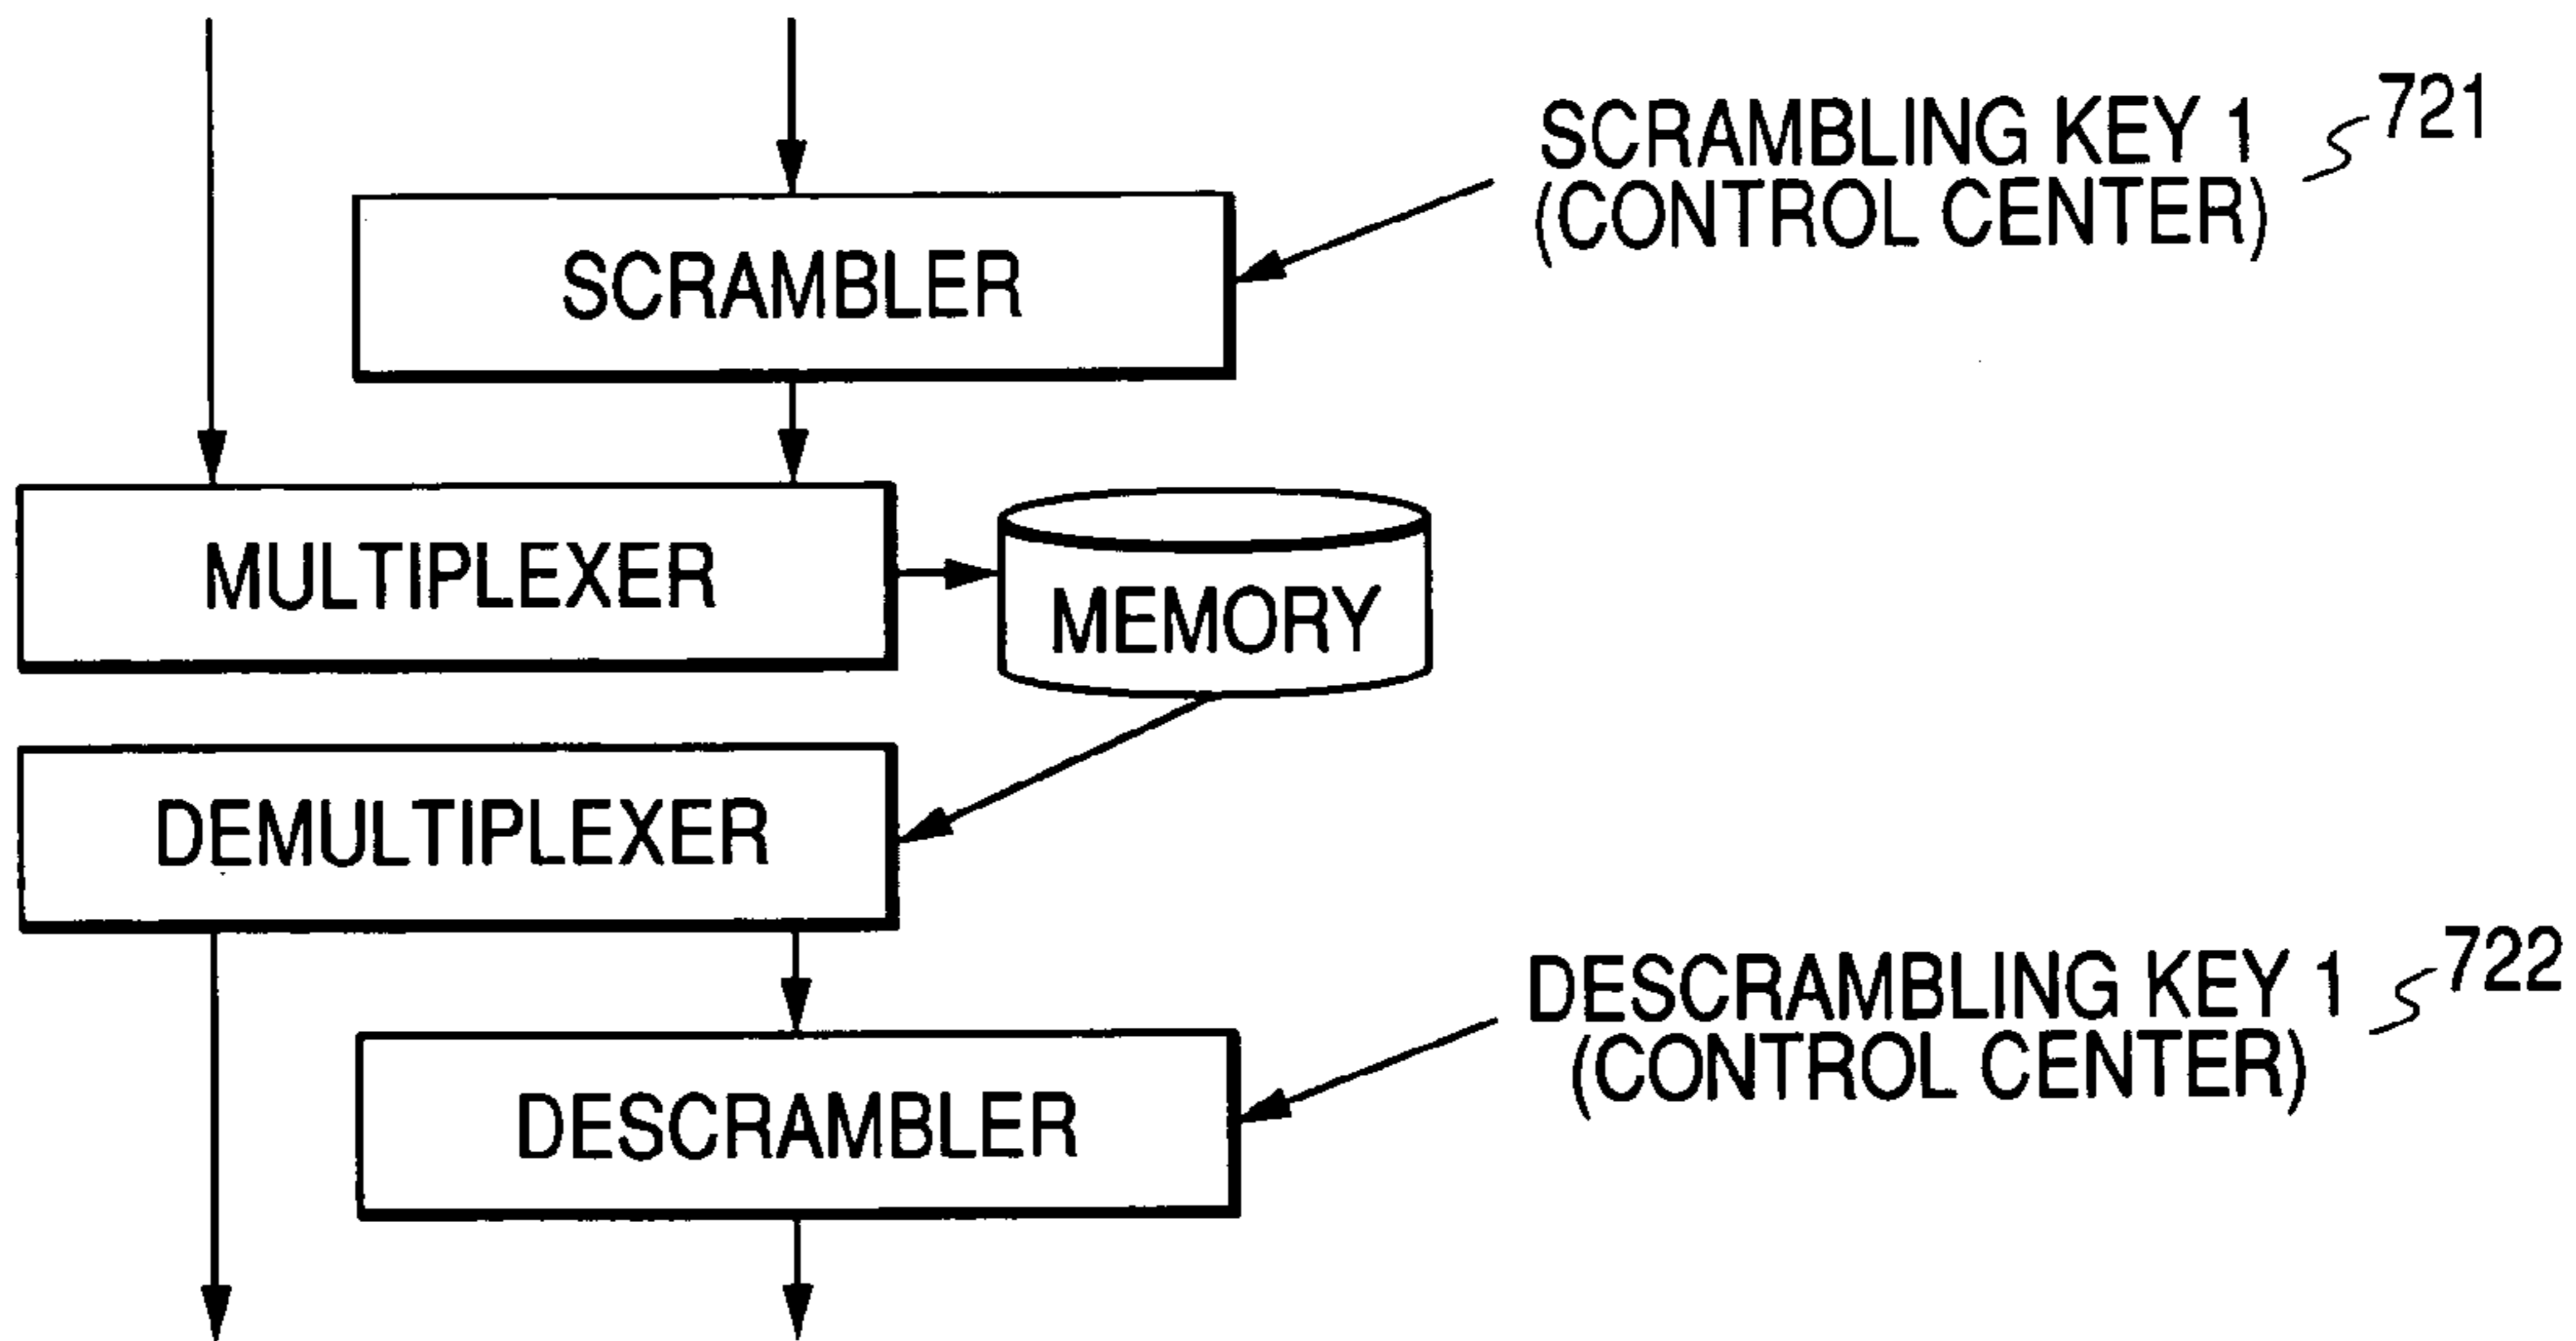 SCRAMBLING KEY 1
(CONTROL CENTER)
721
SCRAMBLER
MULTIPLEXER
MEMORY
DEMULTIPLEXER
DESCRAMBLING KEY 1
(CONTROL CENTER)
722
DESCRAMBLER